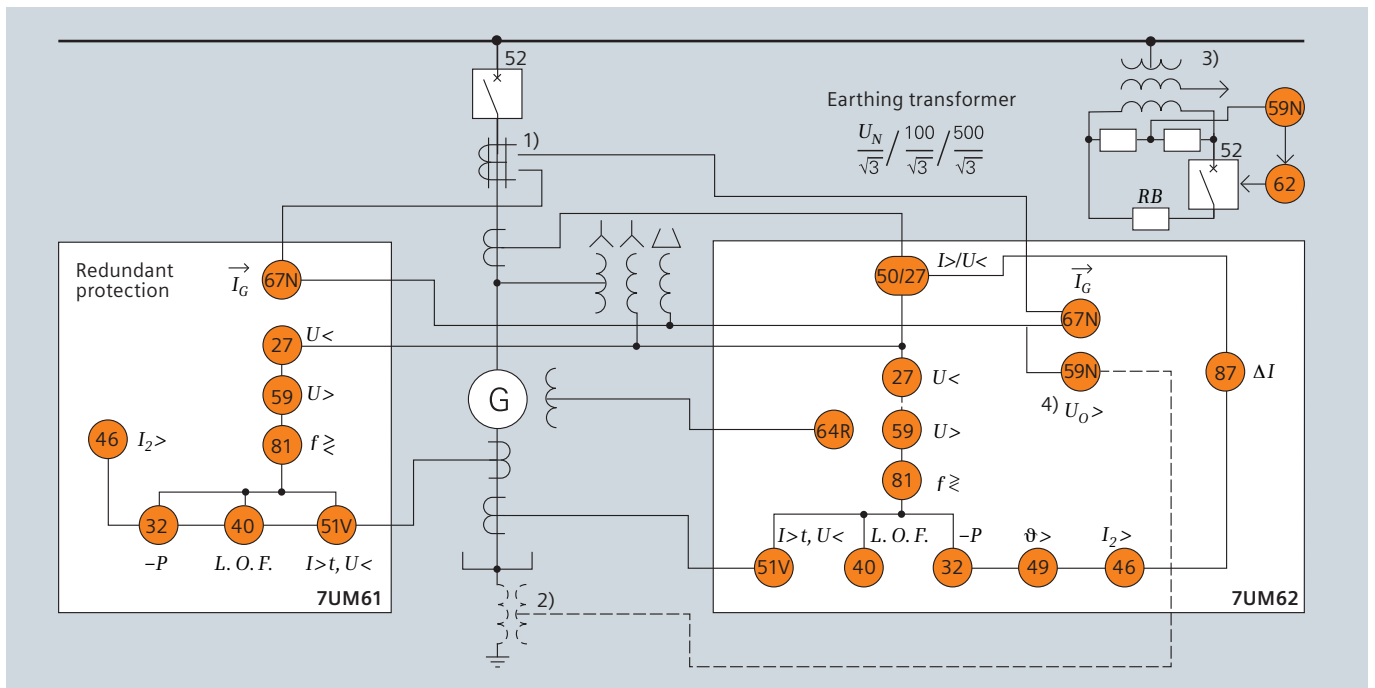 52
3)
Earthing transformer
U_N/√3 / 100/√3 / 500/√3
59N
1)
52
62
RB
Redundant
protection
I_G
67N
50/27
I>/U<
I_G
67N
27
U<
59
U>
46
I₂>
81
f≷
32
40
51V
–P
L. O. F.
I>t, U<
7UM61
G
27
U<
59N
4) U_O>
87
ΔI
64R
59
U>
81
f≷
I>t, U<
L. O. F.
–P
ϑ>
I₂>
51V
40
32
49
46
7UM62
2)